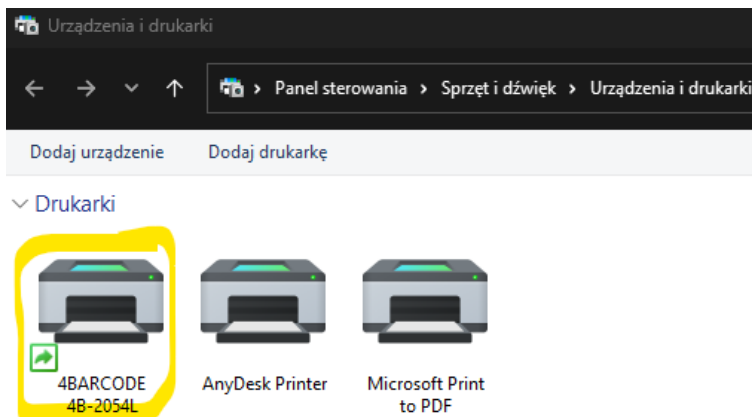 Urządzenia i drukarki
Panel sterowania > Sprzęt i dźwięk > Urządzenia i drukarki
Dodaj urządzenie Dodaj drukarkę
Drukarki
4BARCODE
4B-2054L
AnyDesk Printer
Microsoft Print
to PDF